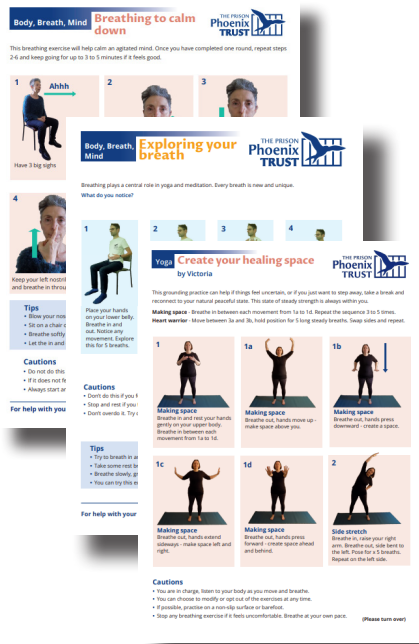 Body, Breath, Mind
Breathing to calm
down
THE PRISON
Phoenix
TRUST
This breathing exercise will help calm an agitated mind. Once you have completed one round, repeat steps
2-6 and keep going for up to 3 to 5 minutes if it feels good.
1
Ahhh
2
3
Have 3 big sighs
4
Keep your left nostril
and breathe in throu
Tips
• Blow your nos
• Sit on a chair o
• Breathe softly
• Let the in and
Cautions
• Do not do this
• If it does not fe
• Always start an
For help with you
Body, Breath,
Mind
Exploring your
breath
THE PRISON
Phoenix
TRUST
Breathing plays a central role in yoga and meditation. Every breath is new and unique.
What do you notice?
1
2
3
4
Place your hands
on your lower belly.
Breathe in and
out. Notice any
movement. Explore
this for 5 breaths.
Cautions
• Don't do this if you f
• Stop and rest if you
• Don't overdo it. Try
Tips
• Try to breath in a
• Take some rest b
• Breathe slowly, ge
• You can try this e
For help with your
Yoga
Create your healing space
by Victoria
THE PRISON
Phoenix
TRUST
This grounding practice can help if things feel uncertain, or if you just want to step away, take a break and
reconnect to your natural peaceful state. This state of steady strength is always within you.
Making space - Breathe in between each movement from 1a to 1d. Repeat the sequence 3 to 5 times.
Heart warrior - Move between 3a and 3b, hold position for 5 long steady breaths. Swap sides and repeat.
1
Making space
Breathe in and rest your hands
gently on your upper body.
Breathe in between each
movement from 1a to 1d.
1a
Making space
Breathe out, hands move up -
make space above you.
1b
Making space
Breathe out, hands press
downward - create a space.
1c
Making space
Breathe out, hands extend
sideways - make space left and
right.
1d
Making space
Breathe out, hands press
forward - create space ahead
and behind.
2
Side stretch
Breathe in, raise your right
arm. Breathe out, side bent to
the left. Pose for x 5 breaths.
Repeat on the left side.
Cautions
• You are in charge, listen to your body as you move and breathe.
• You can choose to modify or opt out of the exercises at any time.
• If possible, practise on a non-slip surface or barefoot.
• Stop any breathing exercise if it feels uncomfortable. Breathe at your own pace.
(Please turn over)